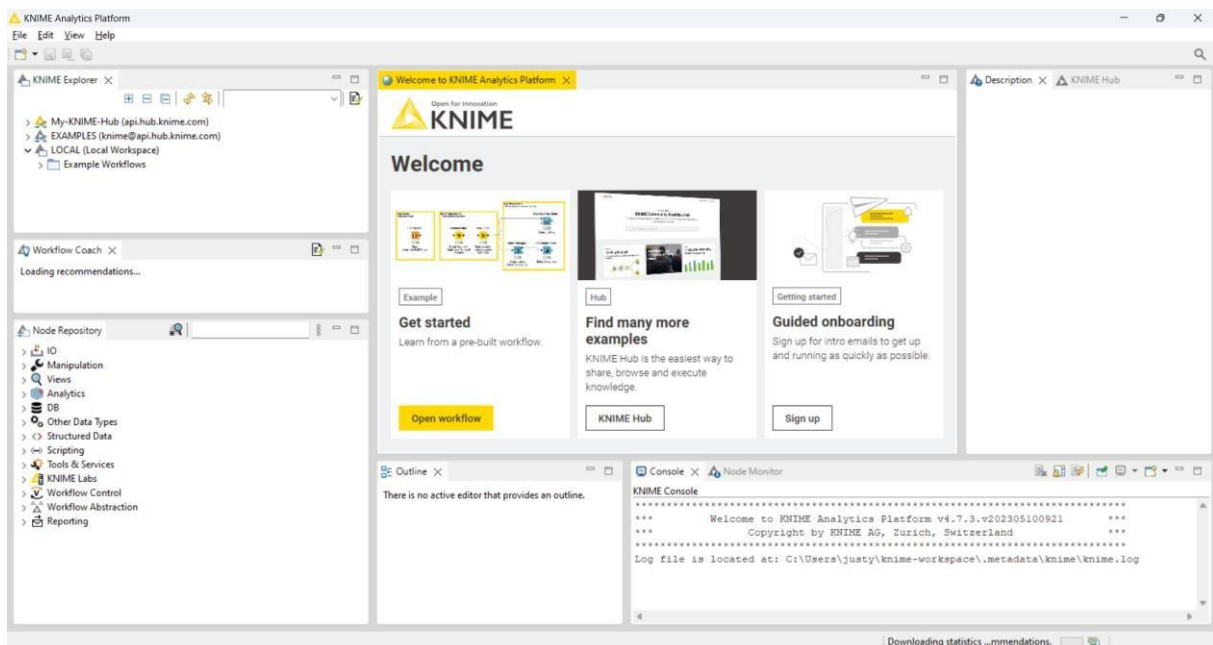 KNIME Analytics Platform
File Edit View Help
KNIME Explorer
My-KNIME-Hub (api.hub.knime.com)
EXAMPLES (knime@api.hub.knime.com)
LOCAL (Local Workspace)
Example Workflows
Workflow Coach
Loading recommendations...
Node Repository
IO
Manipulation
Views
Analytics
DB
Other Data Types
Structured Data
Scripting
Tools & Services
KNIME Labs
Workflow Control
Workflow Abstraction
Reporting
Welcome to KNIME Analytics Platform
Open for Innovation
KNIME
Welcome
Example
Get started
Learn from a pre-built workflow.
Open workflow
Hub
Find many more
examples
KNIME Hub is the easiest way to
share, browse and execute
knowledge.
KNIME Hub
Getting started
Guided onboarding
Sign up for intro emails to get up
and running as quickly as possible.
Sign up
Description KNIME Hub
Outline
There is no active editor that provides an outline.
Console Node Monitor
KNIME Console
*** Welcome to KNIME Analytics Platform v4.7.3.v202305100921 ***
*** Copyright by KNIME AG, Zurich, Switzerland ***
Log file is located at: C:\Users\justy\knime-workspace\.metadata\knime\knime.log
Downloading statistics ...mmendations.